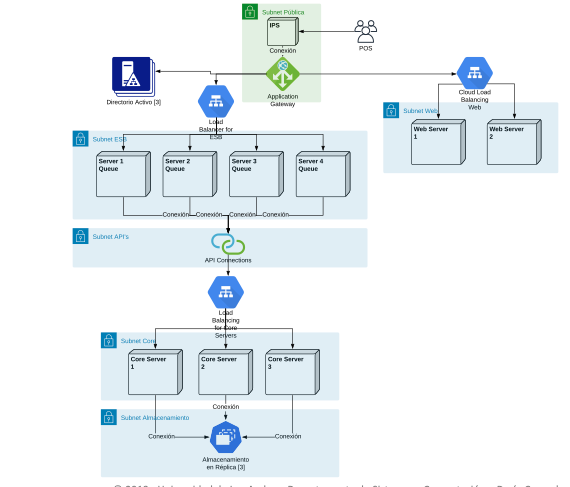 Subnet Pública
IPS
POS
Conexión
Application
Gateway
Directorio Activo [3]
Load
Balancer for
ESB
Cloud Load
Balancing
Web
Subnet Web
Web Server
1
Web Server
2
Subnet ESB
Server 1
Queue
Server 2
Queue
Server 3
Queue
Server 4
Queue
Conexión
Conexión
Conexión
Conexión
Subnet API's
API Connections
Load
Balancing
for Core
Servers
Subnet Core
Core Server
1
Core Server
2
Core Server
3
Conexión
Subnet Almacenamiento
Conexión
Conexión
Almacenamiento
en Réplica [3]